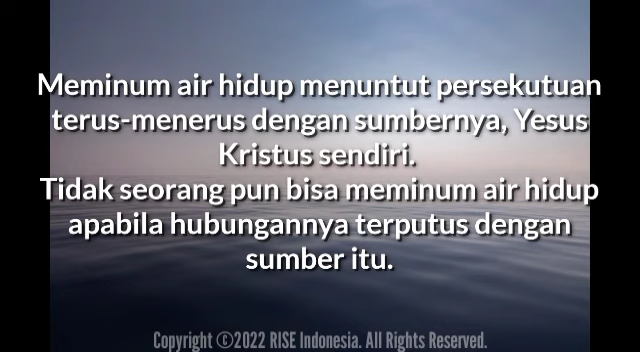 Meminum air hidup menuntut persekutuan
terus-menerus dengan sumbernya, Yesus
Kristus sendiri.
Tidak seorang pun bisa meminum air hidup
apabila hubungannya terputus dengan
sumber itu.
Copyright ©2022 RISE Indonesia. All Rights Reserved.